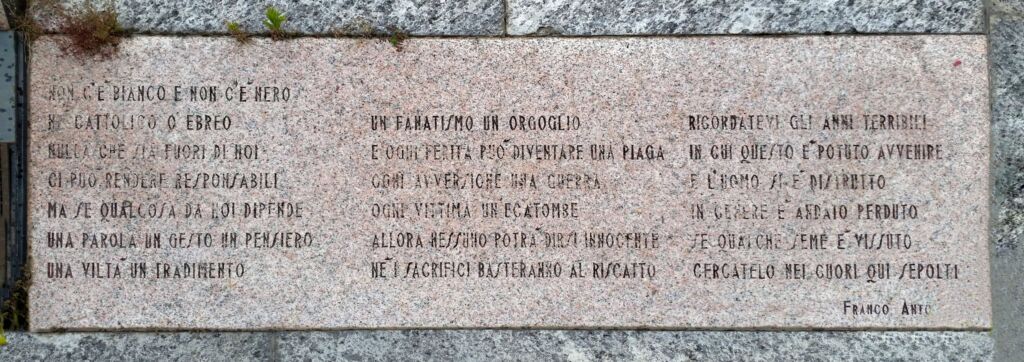 NON C'È BIANCO E NON C'È NERO
NÈ CATTOLICO O EBREO
NULLA CHE SIA FUORI DI NOI
CI PUÒ RENDERE RESPONSABILI
MA SE QUALCOSA DA NOI DIPENDE
UNA PAROLA UN GESTO UN PENSIERO
UNA VILTÀ UN TRADIMENTO
UN FANATISMO UN ORGOGLIO
E OGNI FERITA PUÒ DIVENTARE UNA PIAGA
OGNI AVVERSIONE UNA GUERRA
OGNI VITTIMA UN'ECATOMBE
ALLORA NESSUNO POTRÀ DIRSI INNOCENTE
NÈ I SACRIFICI BASTERANNO AL RISCATTO
RICORDATEVI GLI ANNI TERRIBILI
IN CUI QUESTO È POTUTO AVVENIRE
E L'UOMO SI È DISTRUTTO
IN CENERE È ANDATO PERDUTO
SE QUALCHE SEME È VISSUTO
CERCATELO NEI CUORI QUI SEPOLTI
FRANCO